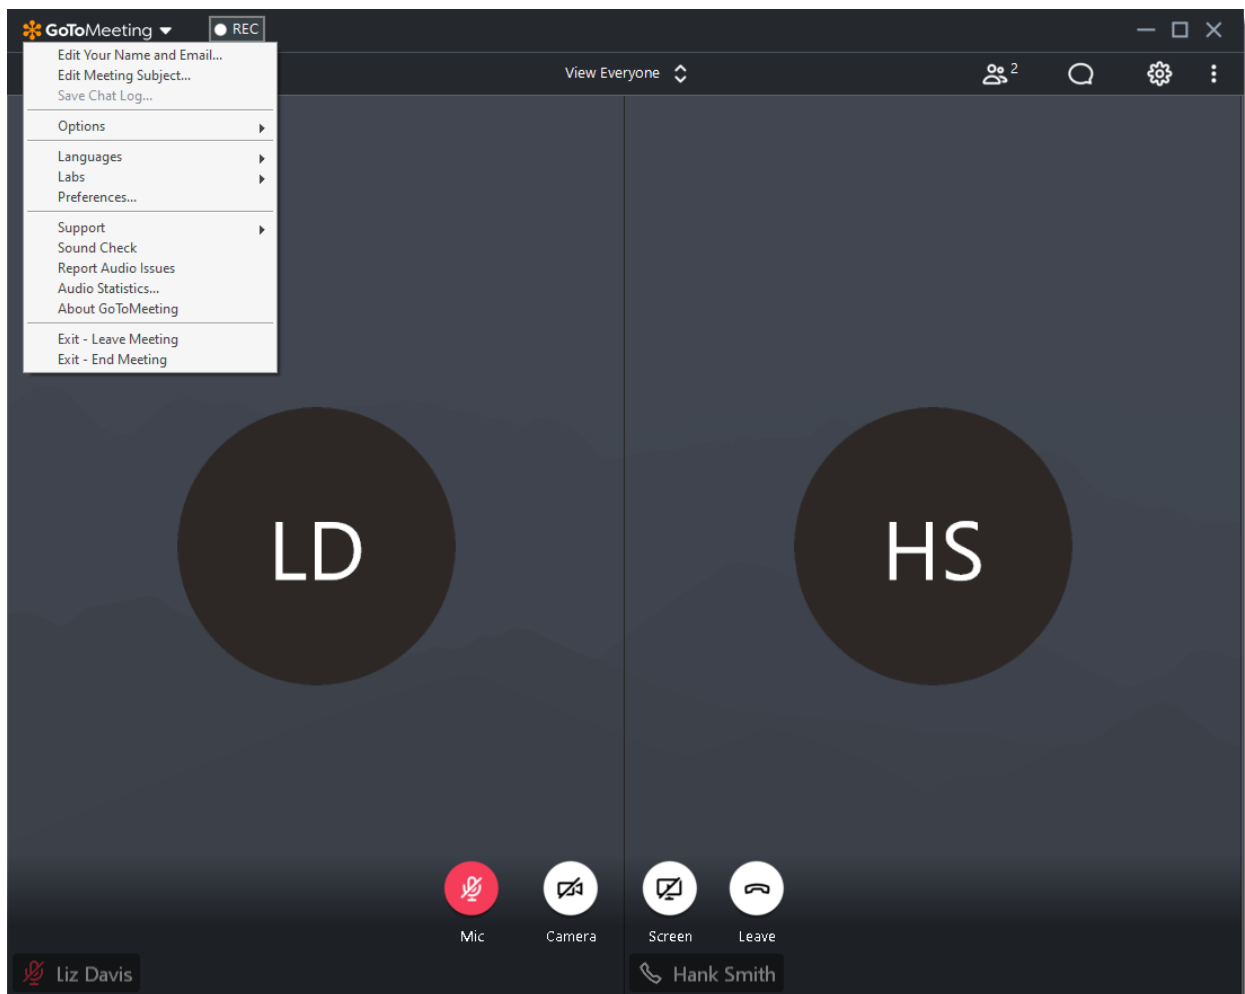 GoToMeeting
REC
Edit Your Name and Email...
Edit Meeting Subject...
Save Chat Log...
Options
Languages
Labs
Preferences...
Support
Sound Check
Report Audio Issues
Audio Statistics...
About GoToMeeting
Exit - Leave Meeting
Exit - End Meeting
View Everyone
2
LD
HS
Mic
Camera
Screen
Leave
Liz Davis
Hank Smith